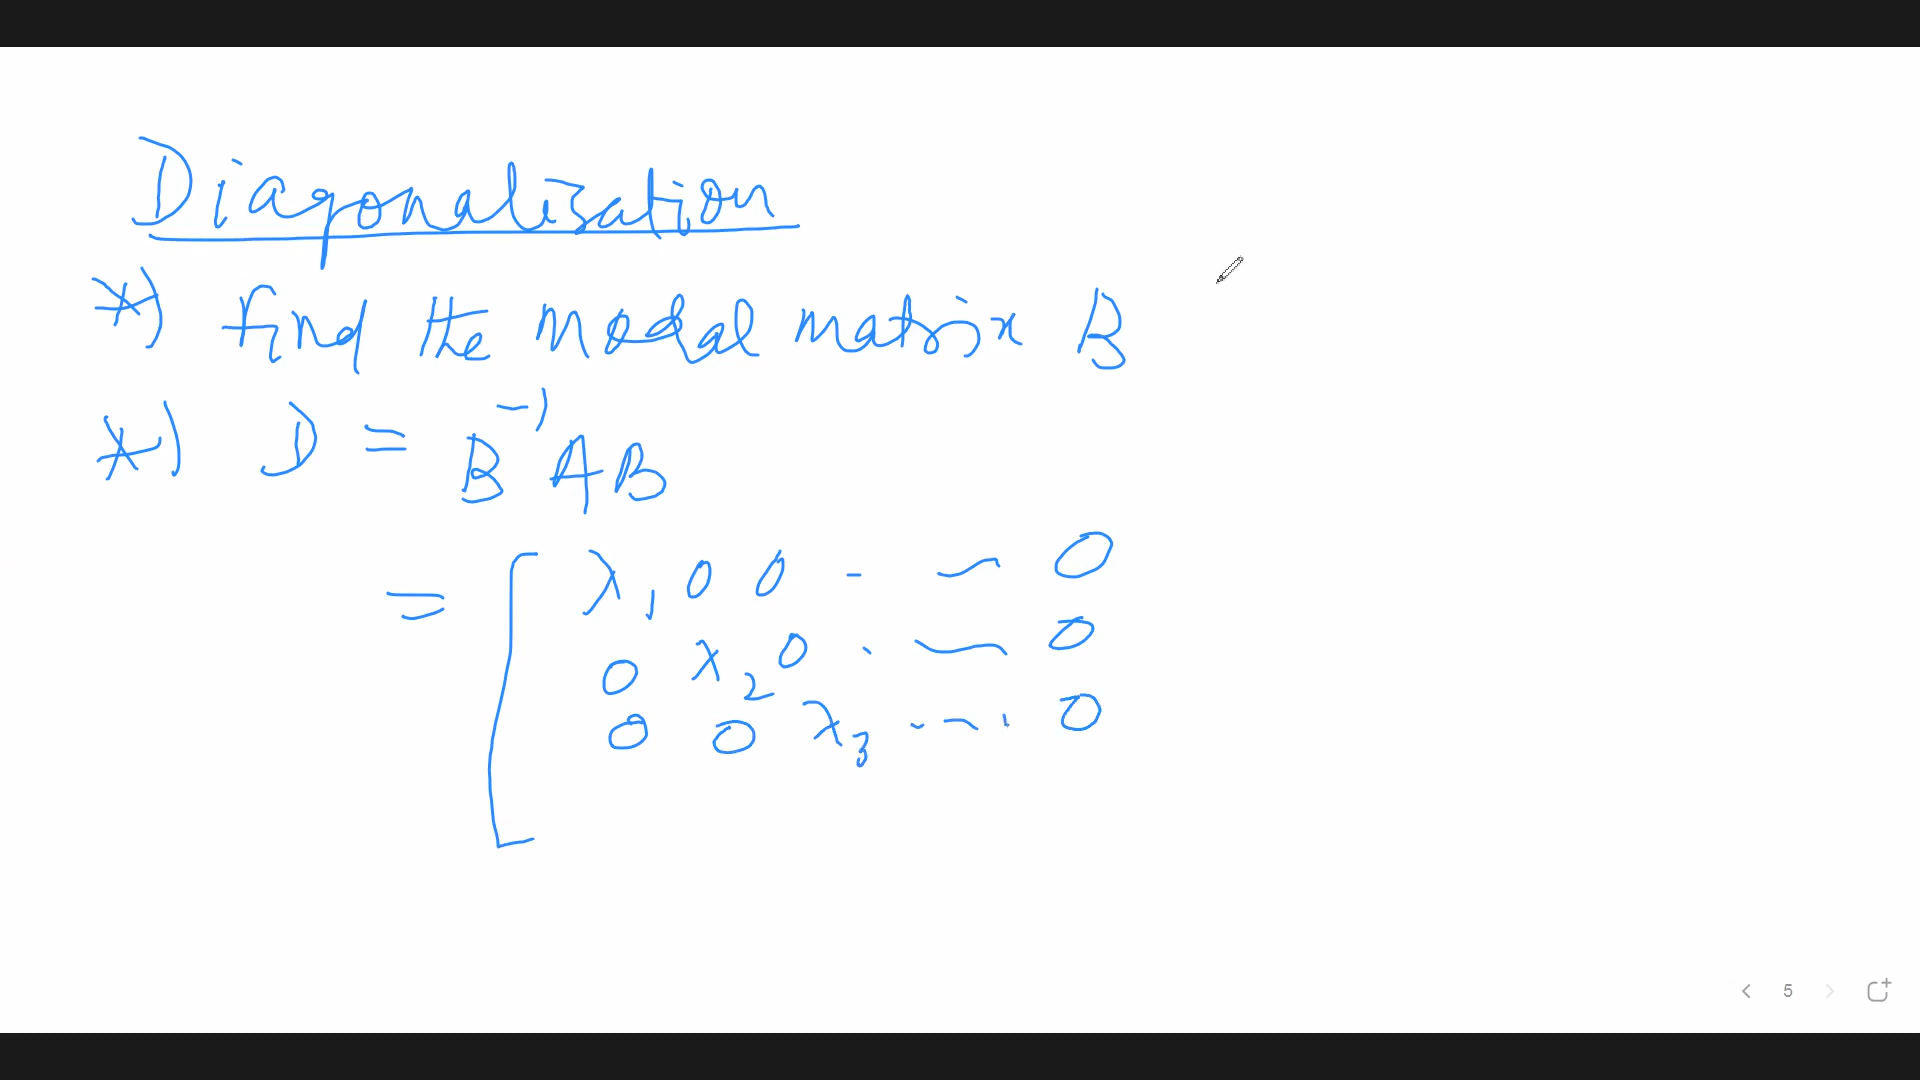 Diagonalization
*) find the modal matrix B
*) D = B⁻¹AB
= [ λ₁ 0 0 - — 0
0 λ₂ 0 . — 0
0 0 λ₃ ..... 0
5